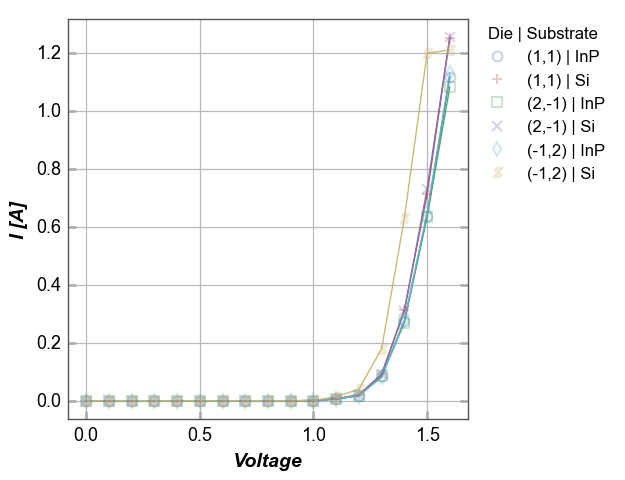 Die | Substrate
(1,1) | InP
(1,1) | Si
(2,-1) | InP
(2,-1) | Si
(-1,2) | InP
(-1,2) | Si
I [A]
1.2
1.0
0.8
0.6
0.4
0.2
0.0
0.0 0.5 1.0 1.5
Voltage